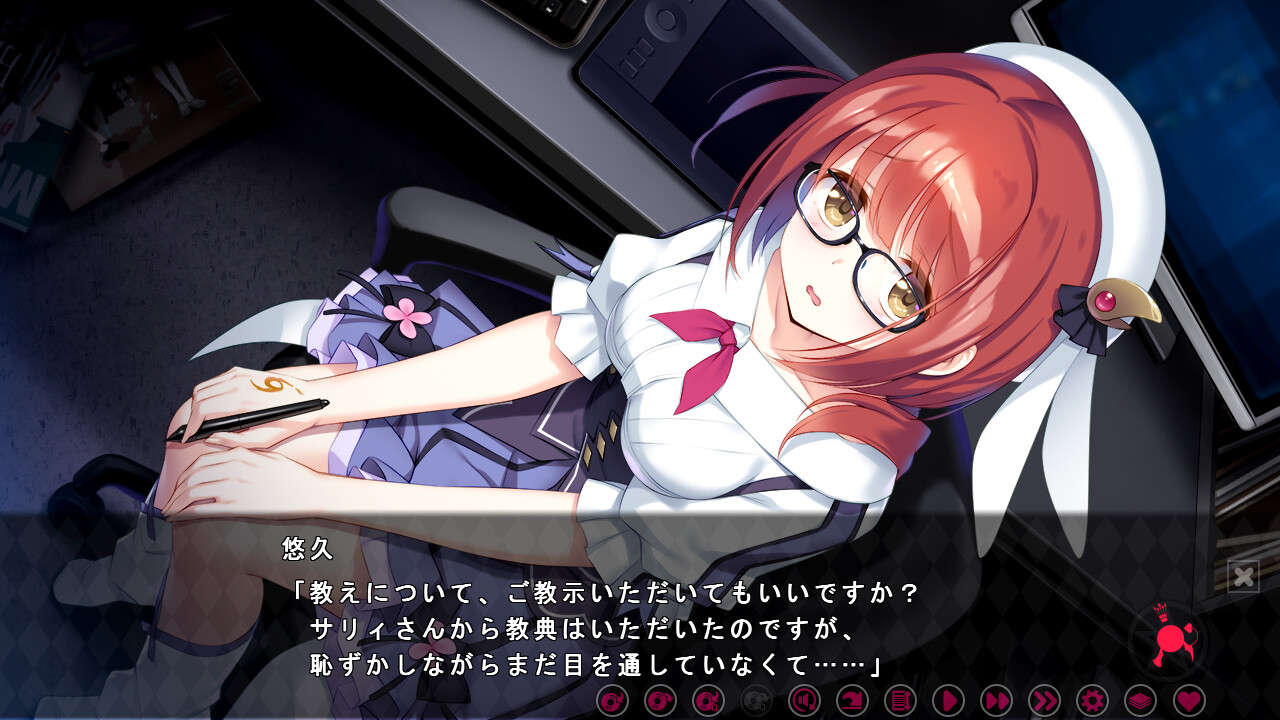 悠久
「教えについて、ご教示いただいてもいいですか？
サリィさんから教典はいただいたのですが、
恥ずかしながらまだ目を通していなくて……」